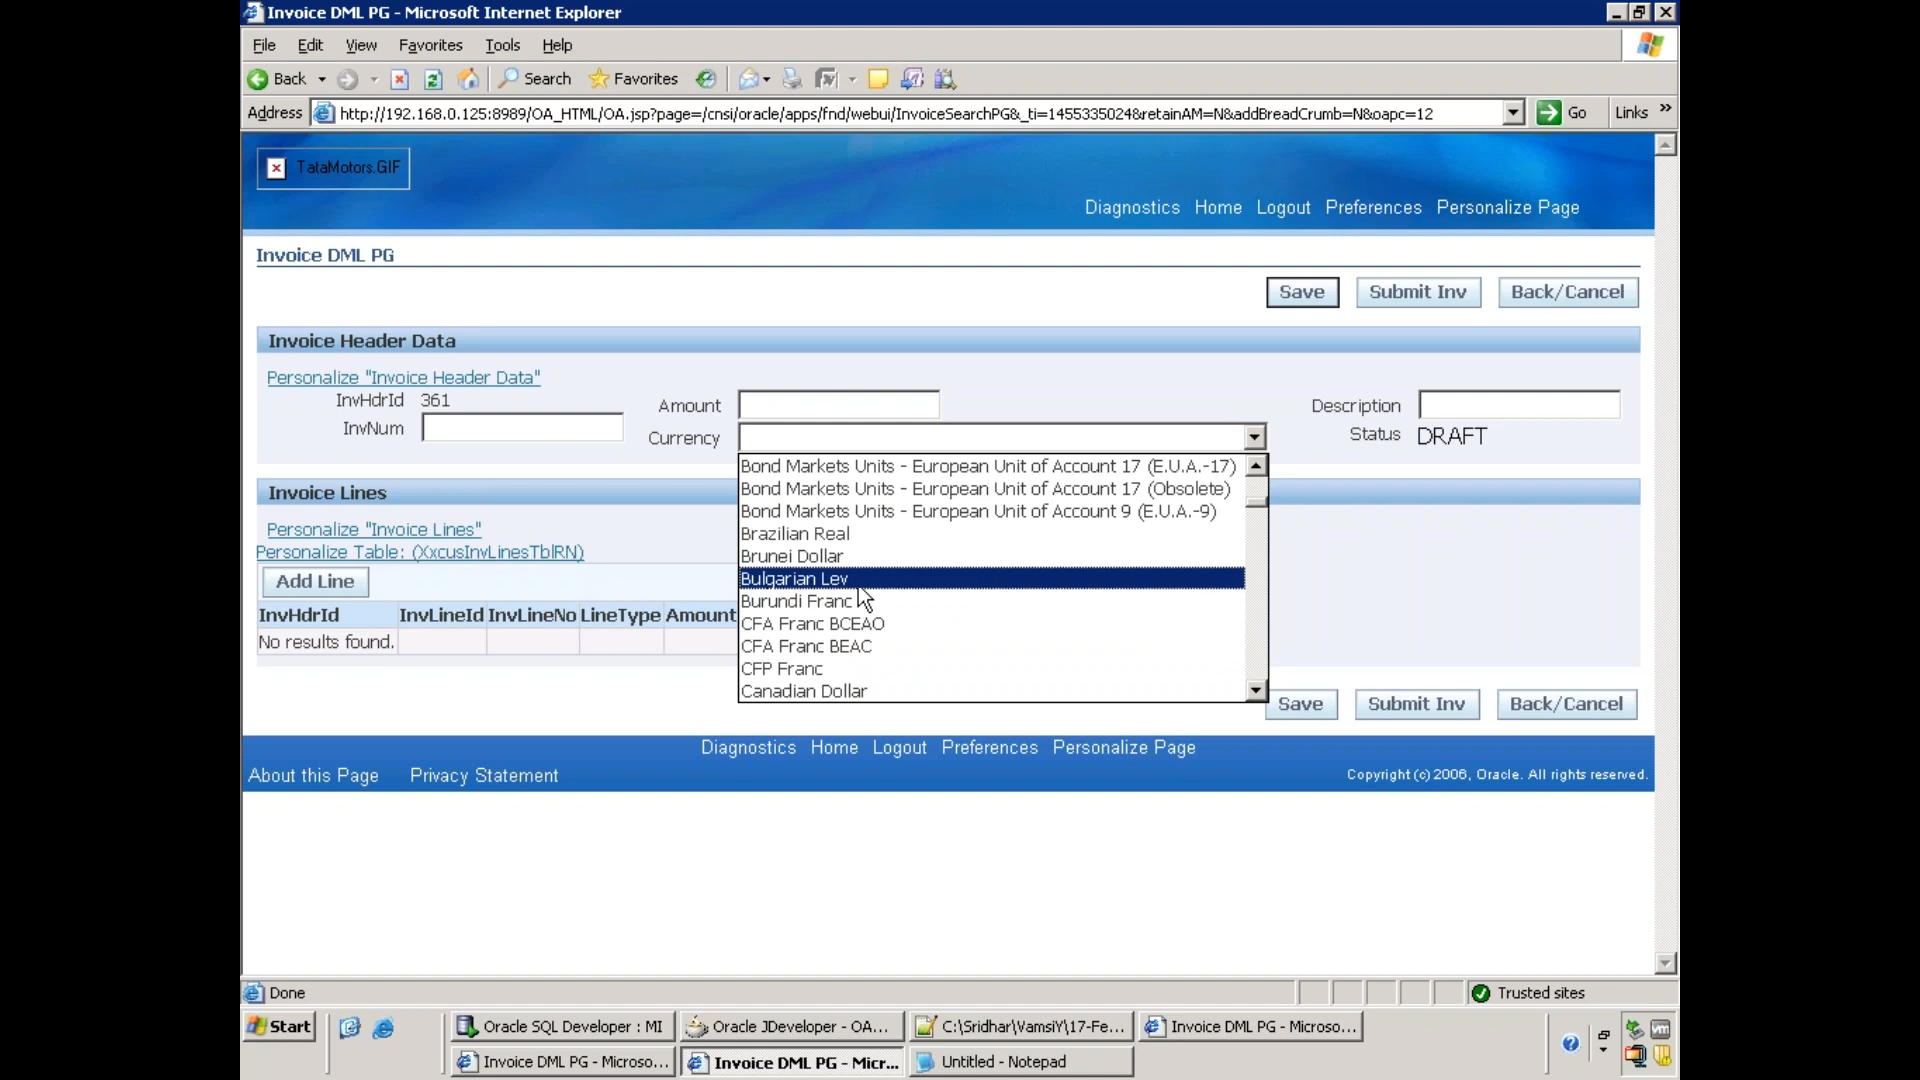 Invoice DML PG - Microsoft Internet Explorer
File Edit View Favorites Tools Help
Back Search Favorites
Address http://192.168.0.125:8989/OA_HTML/OA.jsp?page=/cnsi/oracle/apps/fnd/webui/InvoiceSearchPG&_ti=1455335024&retainAM=N&addBreadCrumb=N&oapc=12 Go Links »
TataMotors.GIF
Diagnostics Home Logout Preferences Personalize Page
Invoice DML PG
Save Submit Inv Back/Cancel
Invoice Header Data
Personalize "Invoice Header Data"
InvHdrId 361
InvNum
Amount
Currency
Description
Status DRAFT
Bond Markets Units - European Unit of Account 17 (E.U.A.-17)
Bond Markets Units - European Unit of Account 17 (Obsolete)
Bond Markets Units - European Unit of Account 9 (E.U.A.-9)
Brazilian Real
Brunei Dollar
Bulgarian Lev
Burundi Franc
CFA Franc BCEAO
CFA Franc BEAC
CFP Franc
Canadian Dollar
Invoice Lines
Personalize "Invoice Lines"
Personalize Table: (XxcusInvLinesTblRN)
Add Line
InvHdrId InvLineId InvLineNo LineType Amount
No results found.
Save Submit Inv Back/Cancel
Diagnostics Home Logout Preferences Personalize Page
About this Page Privacy Statement Copyright (c) 2006, Oracle. All rights reserved.
Done Trusted sites
Start Oracle SQL Developer : MI Oracle JDeveloper - OA... C:\Sridhar\VamsiY\17-Fe... Invoice DML PG - Microso...
Invoice DML PG - Microso... Invoice DML PG - Micr... Untitled - Notepad